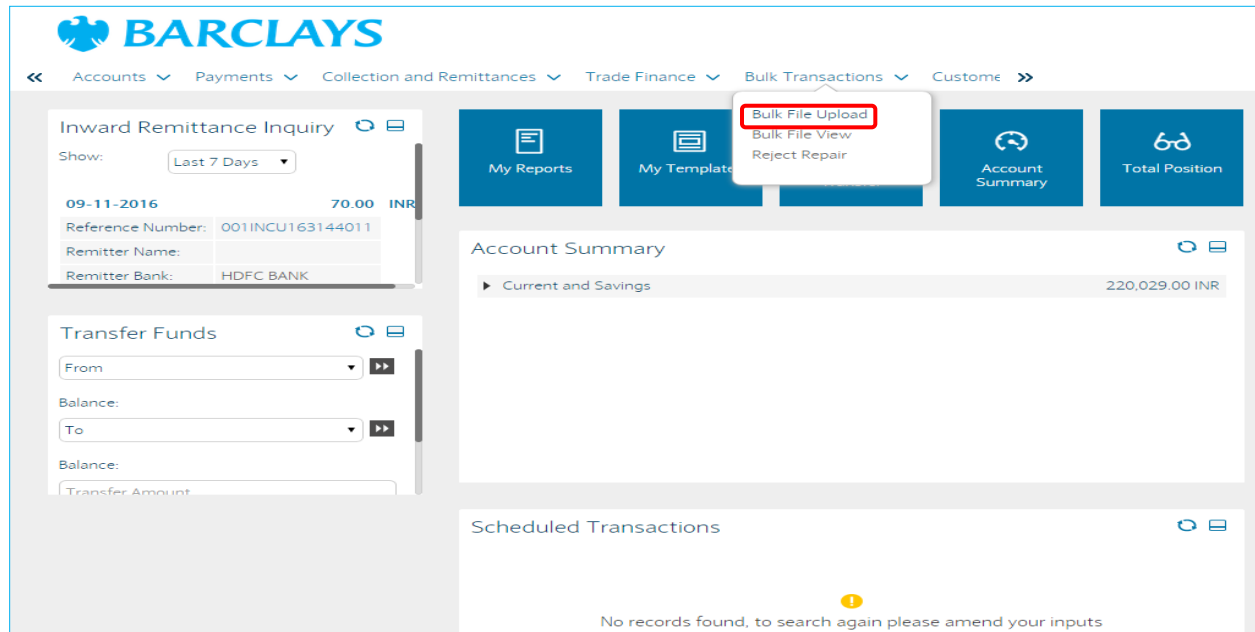 BARCLAYS
Accounts Payments Collection and Remittances Trade Finance Bulk Transactions Custome
Bulk File Upload
Bulk File View
Reject Repair
Inward Remittance Inquiry
Show: Last 7 Days
09-11-2016 70.00 INR
Reference Number: 001INCU163144011
Remitter Name:
Remitter Bank: HDFC BANK
My Reports
My Template
Account
Summary
Total Position
Account Summary
Current and Savings 220,029.00 INR
Transfer Funds
From
Balance:
To
Balance:
Transfer Amount
Scheduled Transactions
No records found, to search again please amend your inputs